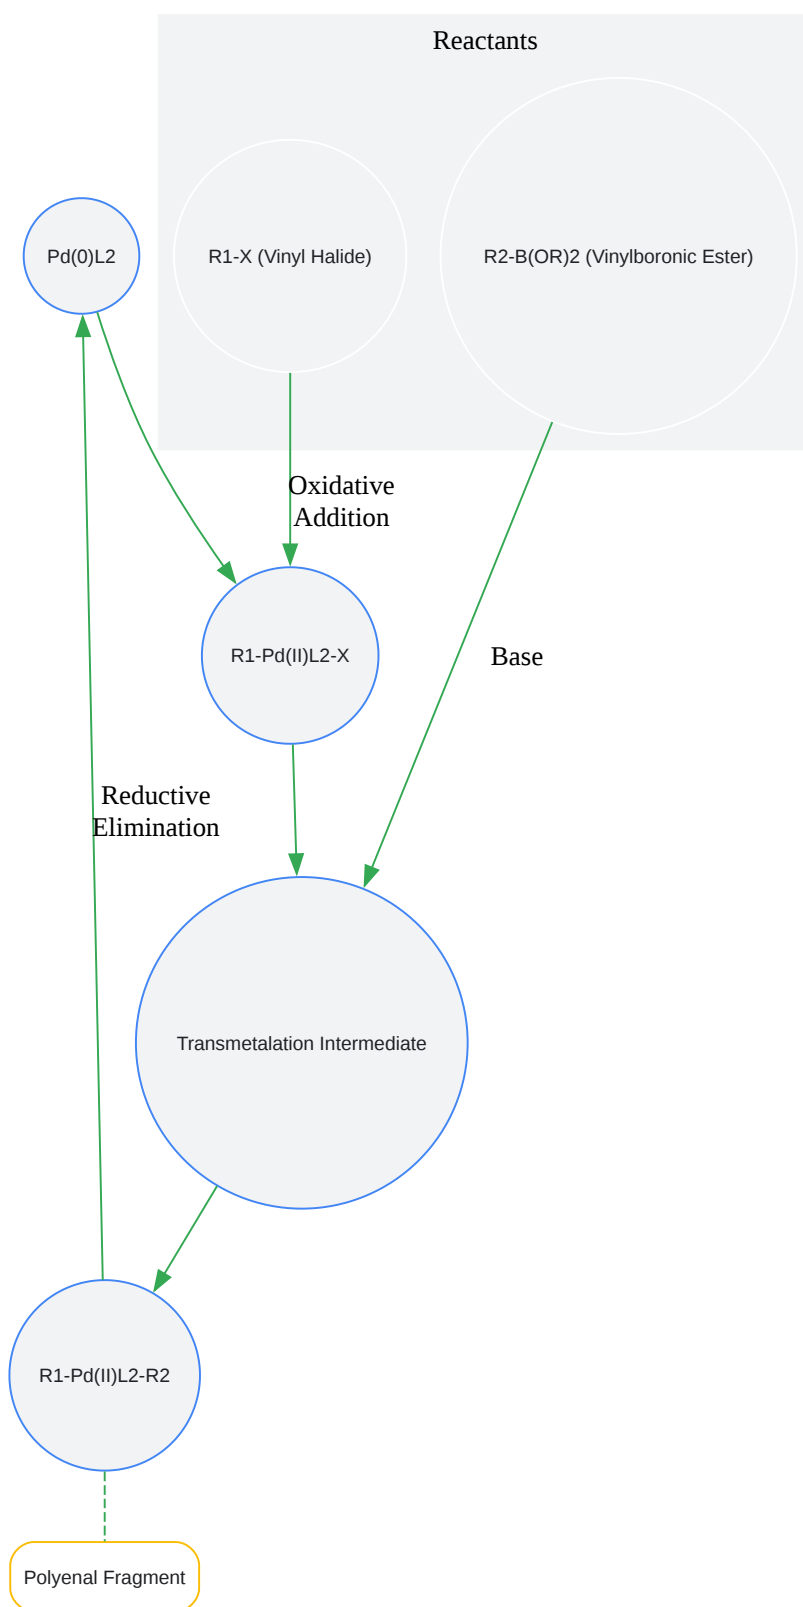 Reactants
Pd(0)L2
R1-X (Vinyl Halide)
R2-B(OR)2 (Vinylboronic Ester)
Oxidative
Addition
R1-Pd(II)L2-X
Base
Reductive
Elimination
Transmetalation Intermediate
R1-Pd(II)L2-R2
Polyenal Fragment